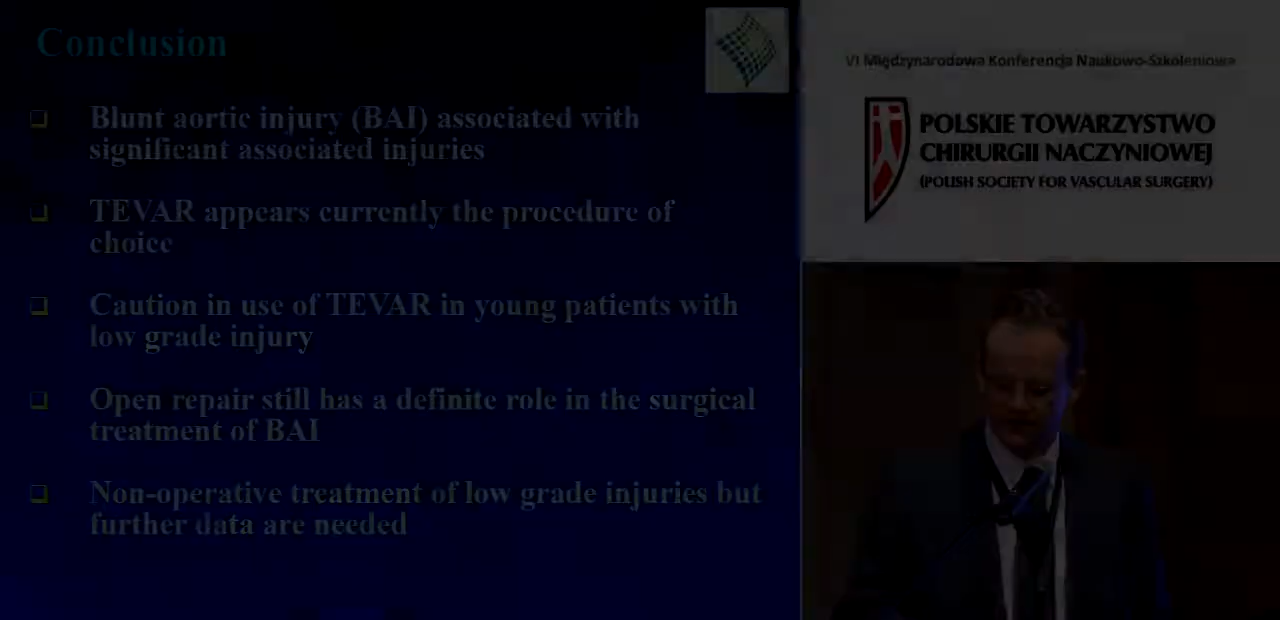 Conclusion
Blunt aortic injury (BAI) associated with
significant associated injuries
TEVAR appears currently the procedure of
choice
Caution in use of TEVAR in young patients with
low grade injury
Open repair still has a definite role in the surgical
treatment of BAI
Non-operative treatment of low grade injuries but
further data are needed
VI Międzynarodowa Konferencja Naukowo-Szkoleniowa
POLSKIE TOWARZYSTWO
CHIRURGII NACZYNIOWEJ
(POLISH SOCIETY FOR VASCULAR SURGERY)